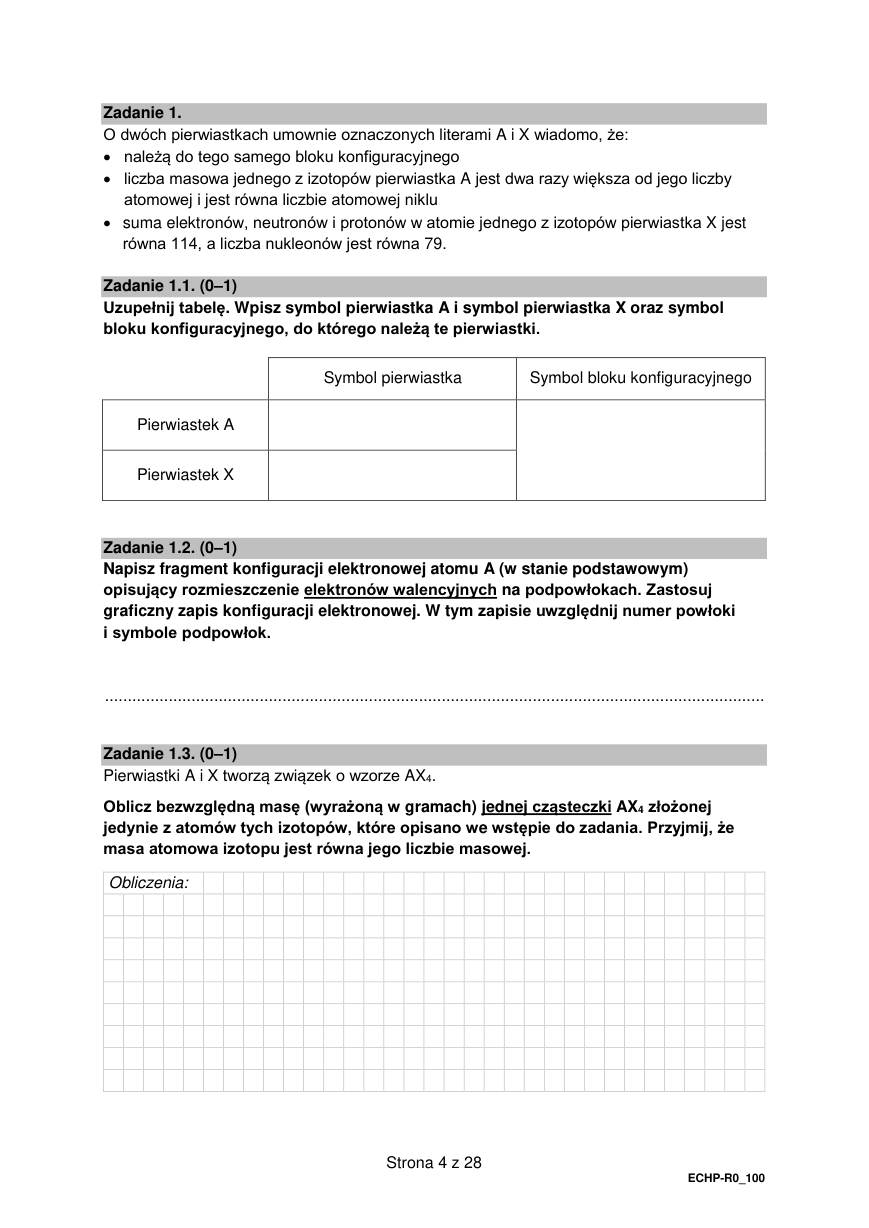 Zadanie 1.
O dwóch pierwiastkach umownie oznaczonych literami A i X wiadomo, że:
• należą do tego samego bloku konfiguracyjnego
• liczba masowa jednego z izotopów pierwiastka A jest dwa razy większa od jego liczby
atomowej i jest równa liczbie atomowej niklu
• suma elektronów, neutronów i protonów w atomie jednego z izotopów pierwiastka X jest
równa 114, a liczba nukleonów jest równa 79.
Zadanie 1.1. (0–1)
Uzupełnij tabelę. Wpisz symbol pierwiastka A i symbol pierwiastka X oraz symbol
bloku konfiguracyjnego, do którego należą te pierwiastki.
Symbol pierwiastka Symbol bloku konfiguracyjnego
Pierwiastek A
Pierwiastek X
Zadanie 1.2. (0–1)
Napisz fragment konfiguracji elektronowej atomu A (w stanie podstawowym)
opisujący rozmieszczenie elektronów walencyjnych na podpowłokach. Zastosuj
graficzny zapis konfiguracji elektronowej. W tym zapisie uwzględnij numer powłoki
i symbole podpowłok.
Zadanie 1.3. (0–1)
Pierwiastki A i X tworzą związek o wzorze AX₄.
Oblicz bezwzględną masę (wyrażoną w gramach) jednej cząsteczki AX₄ złożonej
jedynie z atomów tych izotopów, które opisano we wstępie do zadania. Przyjmij, że
masa atomowa izotopu jest równa jego liczbie masowej.
Obliczenia:
Strona 4 z 28
ECHP-R0_100